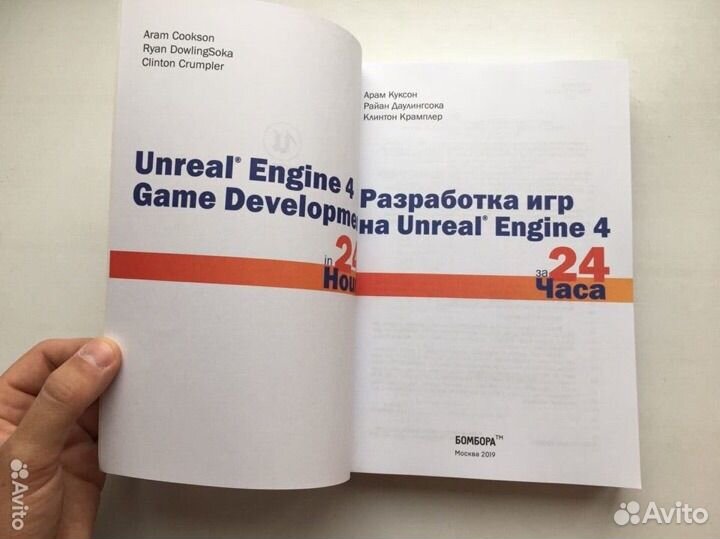 Aram Cookson
Ryan DowlingSoka
Clinton Crumpler
Unreal® Engine 4
Game Developme
in 24
Hou
Арам Куксон
Райан Даулингсока
Клинтон Крамплер
Разработка игр
на Unreal® Engine 4
за 24
Часа
БОМБОРА™
Москва 2019
Avito
Avito